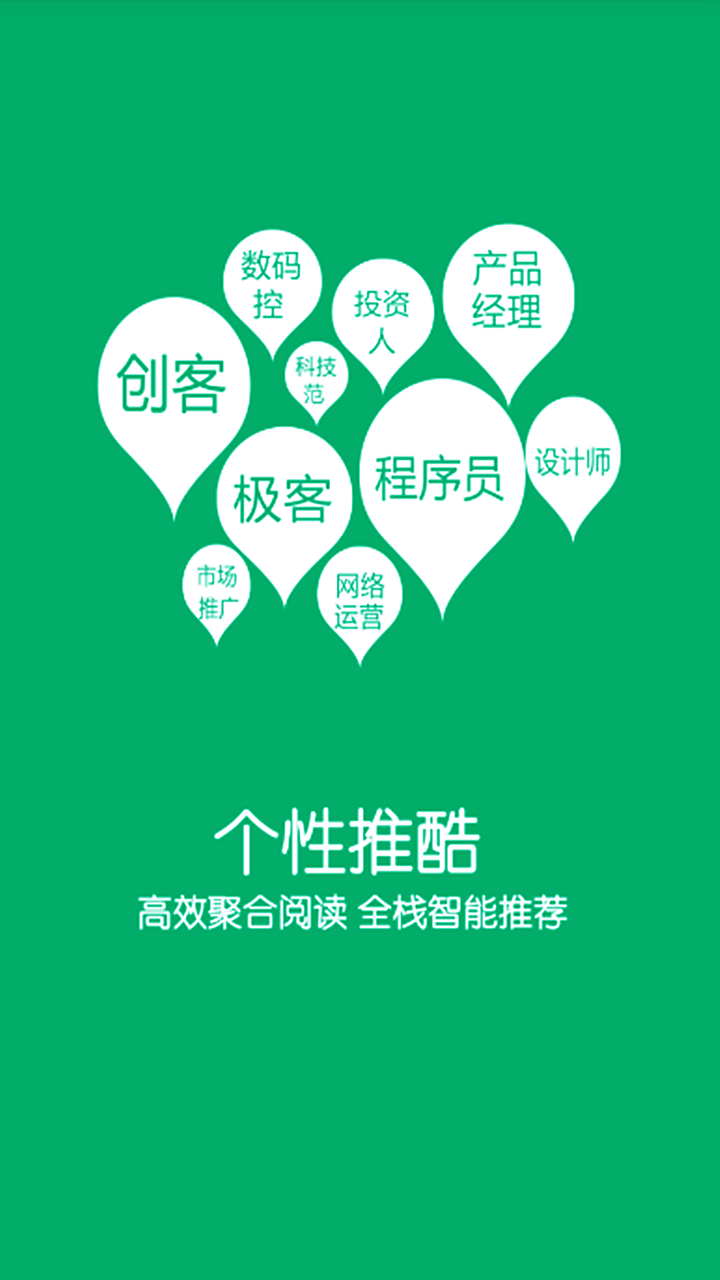 数码
控
投资
人
产品
经理
创客
科技
范
极客
程序员
设计师
市场
推广
网络
运营
个性推酷
高效聚合阅读 全栈智能推荐